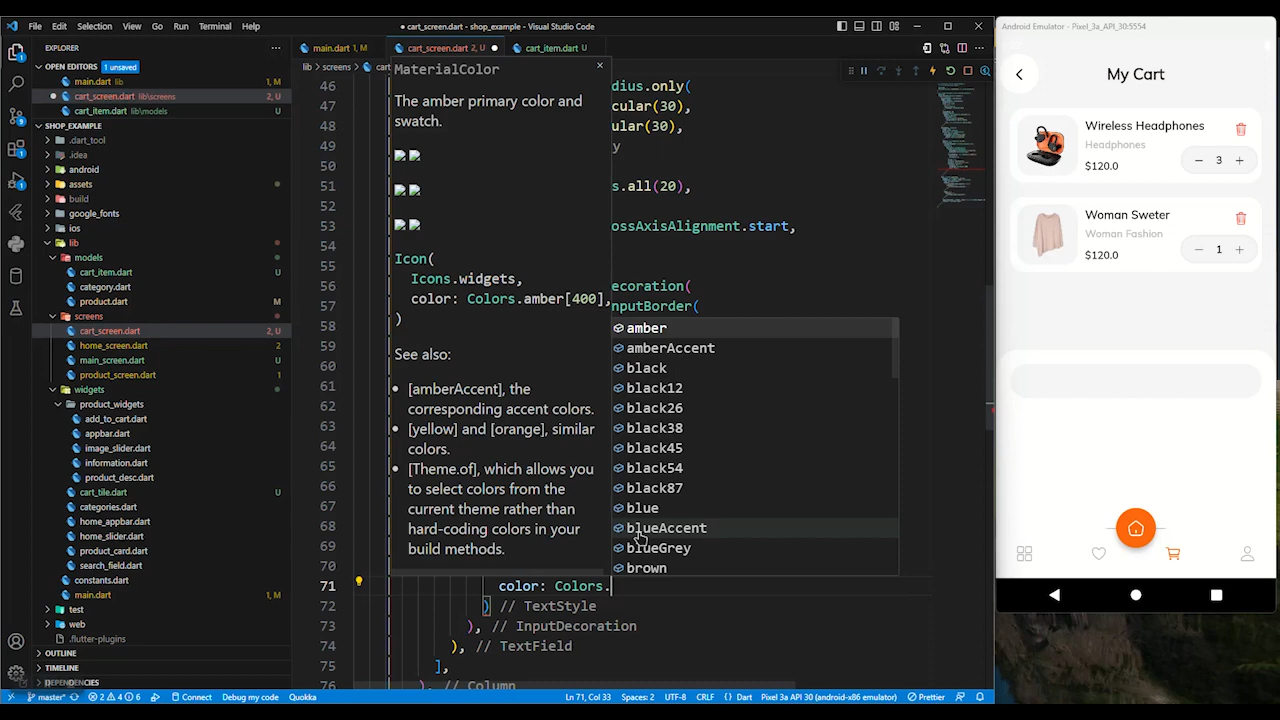 File Edit Selection View Go Run Terminal Help
● cart_screen.dart - shop_example - Visual Studio Code
Android Emulator - Pixel_3a_API_30:5554
EXPLORER
OPEN EDITORS 1 unsaved
main.dart lib 1, M
cart_screen.dart lib\screens 2, U
cart_item.dart lib\models U
SHOP_EXAMPLE
.dart_tool
.idea
android
assets
build
google_fonts
ios
lib
models
cart_item.dart U
category.dart
product.dart M
screens
cart_screen.dart 2, U
home_screen.dart 2
main_screen.dart
product_screen.dart 1
widgets
product_widgets
add_to_cart.dart
appbar.dart
image_slider.dart
information.dart
product_desc.dart
cart_tile.dart U
categories.dart
home_appbar.dart
home_slider.dart
product_card.dart
search_field.dart
constants.dart
main.dart 1, M
test
web
.flutter-plugins
OUTLINE
TIMELINE
DEPENDENCIES
main.dart 1, M
cart_screen.dart 2, U ●
cart_item.dart U
lib > screens > cart
MaterialColor
The amber primary color and
swatch.
Icon(
Icons.widgets,
color: Colors.amber[400],
)
See also:
[amberAccent], the
corresponding accent colors.
[yellow] and [orange], similar
colors.
[Theme.of], which allows you
to select colors from the
current theme rather than
hard-coding colors in your
build methods.
46 dius.only(
47 cular(30),
48 cular(30),
49 y
50
51 s.all(20),
52
53 ossAxisAlignment.start,
54
55
56 ecoration(
57 nputBorder(
58
59
60
61
62
63
64
65
66
67
68
69
70
71 color: Colors.
72 ) // TextStyle
73 ), // InputDecoration
74 ), // TextField
75 ],
76 ), // Column
amber
amberAccent
black
black12
black26
black38
black45
black54
black87
blue
blueAccent
blueGrey
brown
My Cart
Wireless Headphones
Headphones
$120.0
− 3 +
Woman Sweter
Woman Fashion
$120.0
− 1 +
master* 2 4 6 Connect Debug my code Quokka
Ln 71, Col 33 Spaces: 2 UTF-8 CRLF {} Dart Pixel 3a API 30 (android-x86 emulator) Prettier